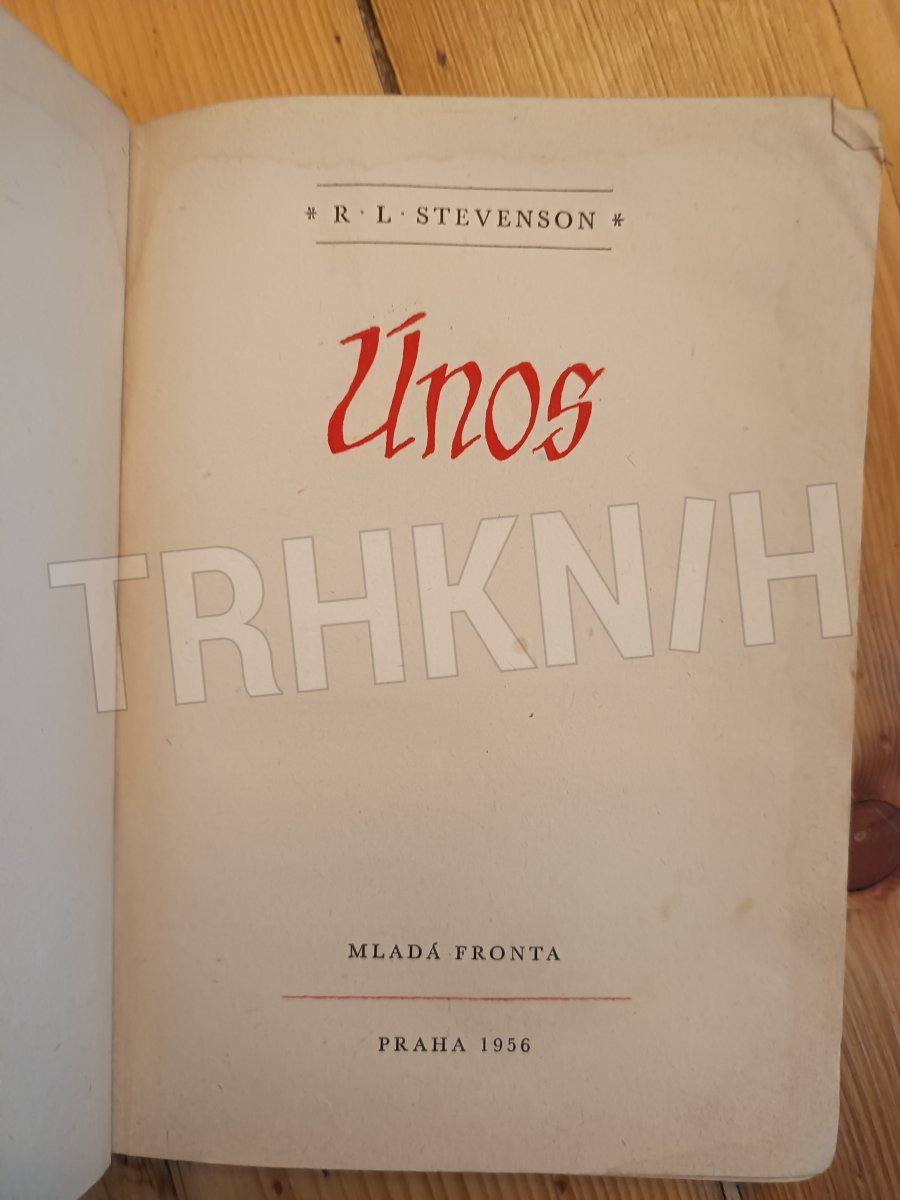 * R · L · STEVENSON *
Únos
TRHKNIH
MLADÁ FRONTA
PRAHA 1956